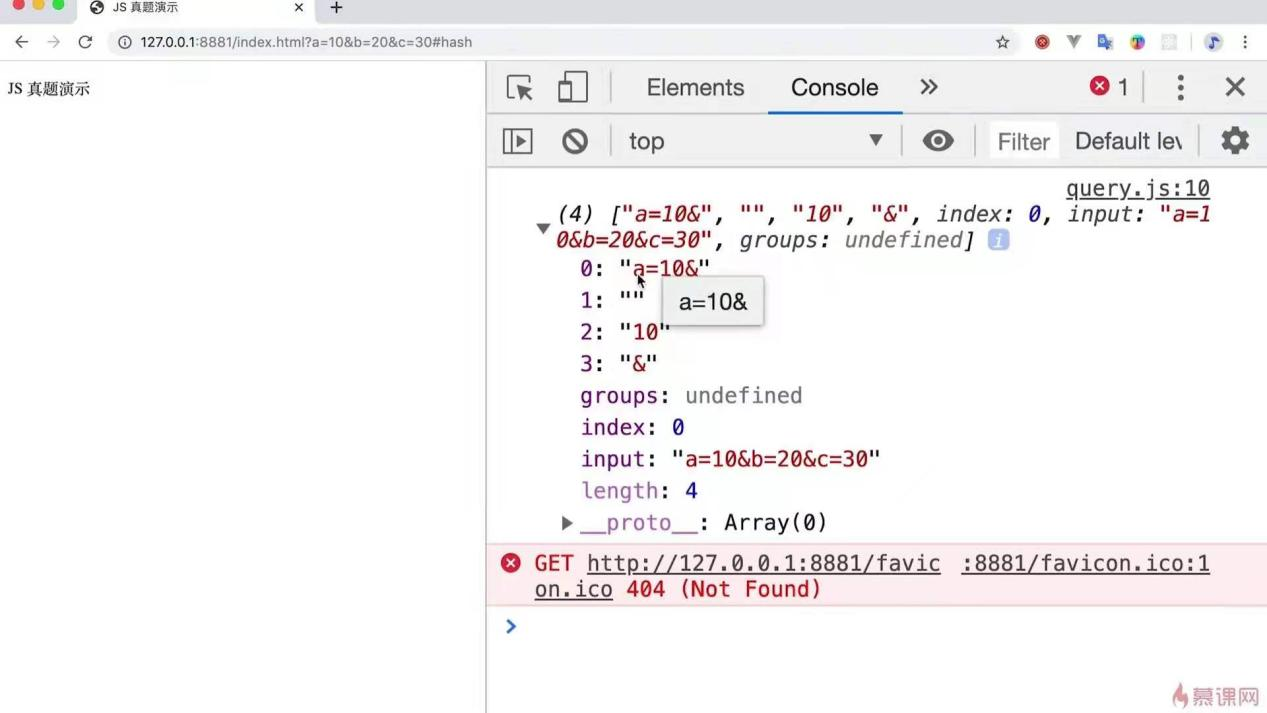 JS 真题演示
127.0.0.1:8881/index.html?a=10&b=20&c=30#hash
JS 真题演示
Elements Console 1
top Filter Default lev
query.js:10
(4) ["a=10&", "", "10", "&", index: 0, input: "a=1
0&b=20&c=30", groups: undefined] i
0: "a=10&"
1: ""
a=10&
2: "10"
3: "&"
groups: undefined
index: 0
input: "a=10&b=20&c=30"
length: 4
__proto__: Array(0)
GET http://127.0.0.1:8881/favic :8881/favicon.ico:1
on.ico 404 (Not Found)
慕课网